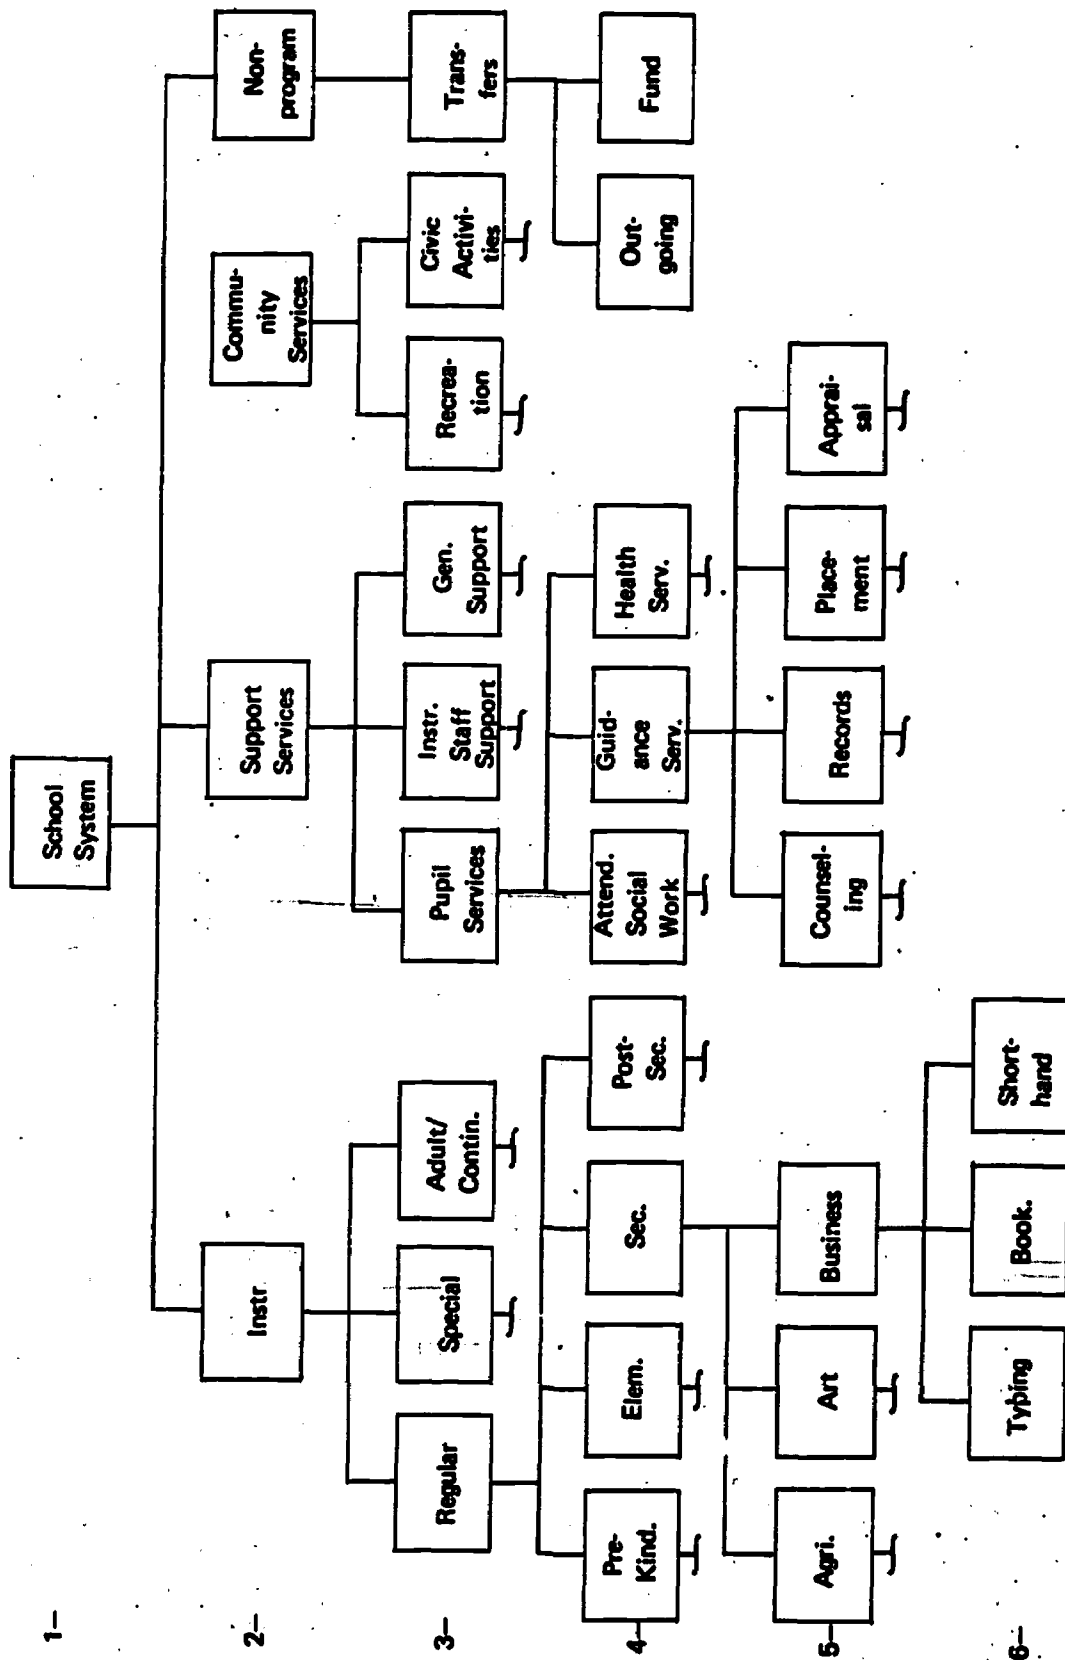 1—
School
System
2—
Instr
Support
Services
Commu-
nity
Services
Non-
program
3—
Regular
Special
Adult/
Contin.
Pupil
Services
Instr.
Staff
Support
Gen.
Support
Recrea-
tion
Civic
Activi-
ties
Trans-
fers
4—
Pre-
Kind.
Elem.
Sec.
Post-
Sec.
Attend.
Social
Work
Guid-
ance
Serv.
Health
Serv.
Out-
going
Fund
5—
Agri.
Art
Business
Counsel-
ing
Records
Place-
ment
Apprai-
sal
6—
Typing
Book.
Short-
hand